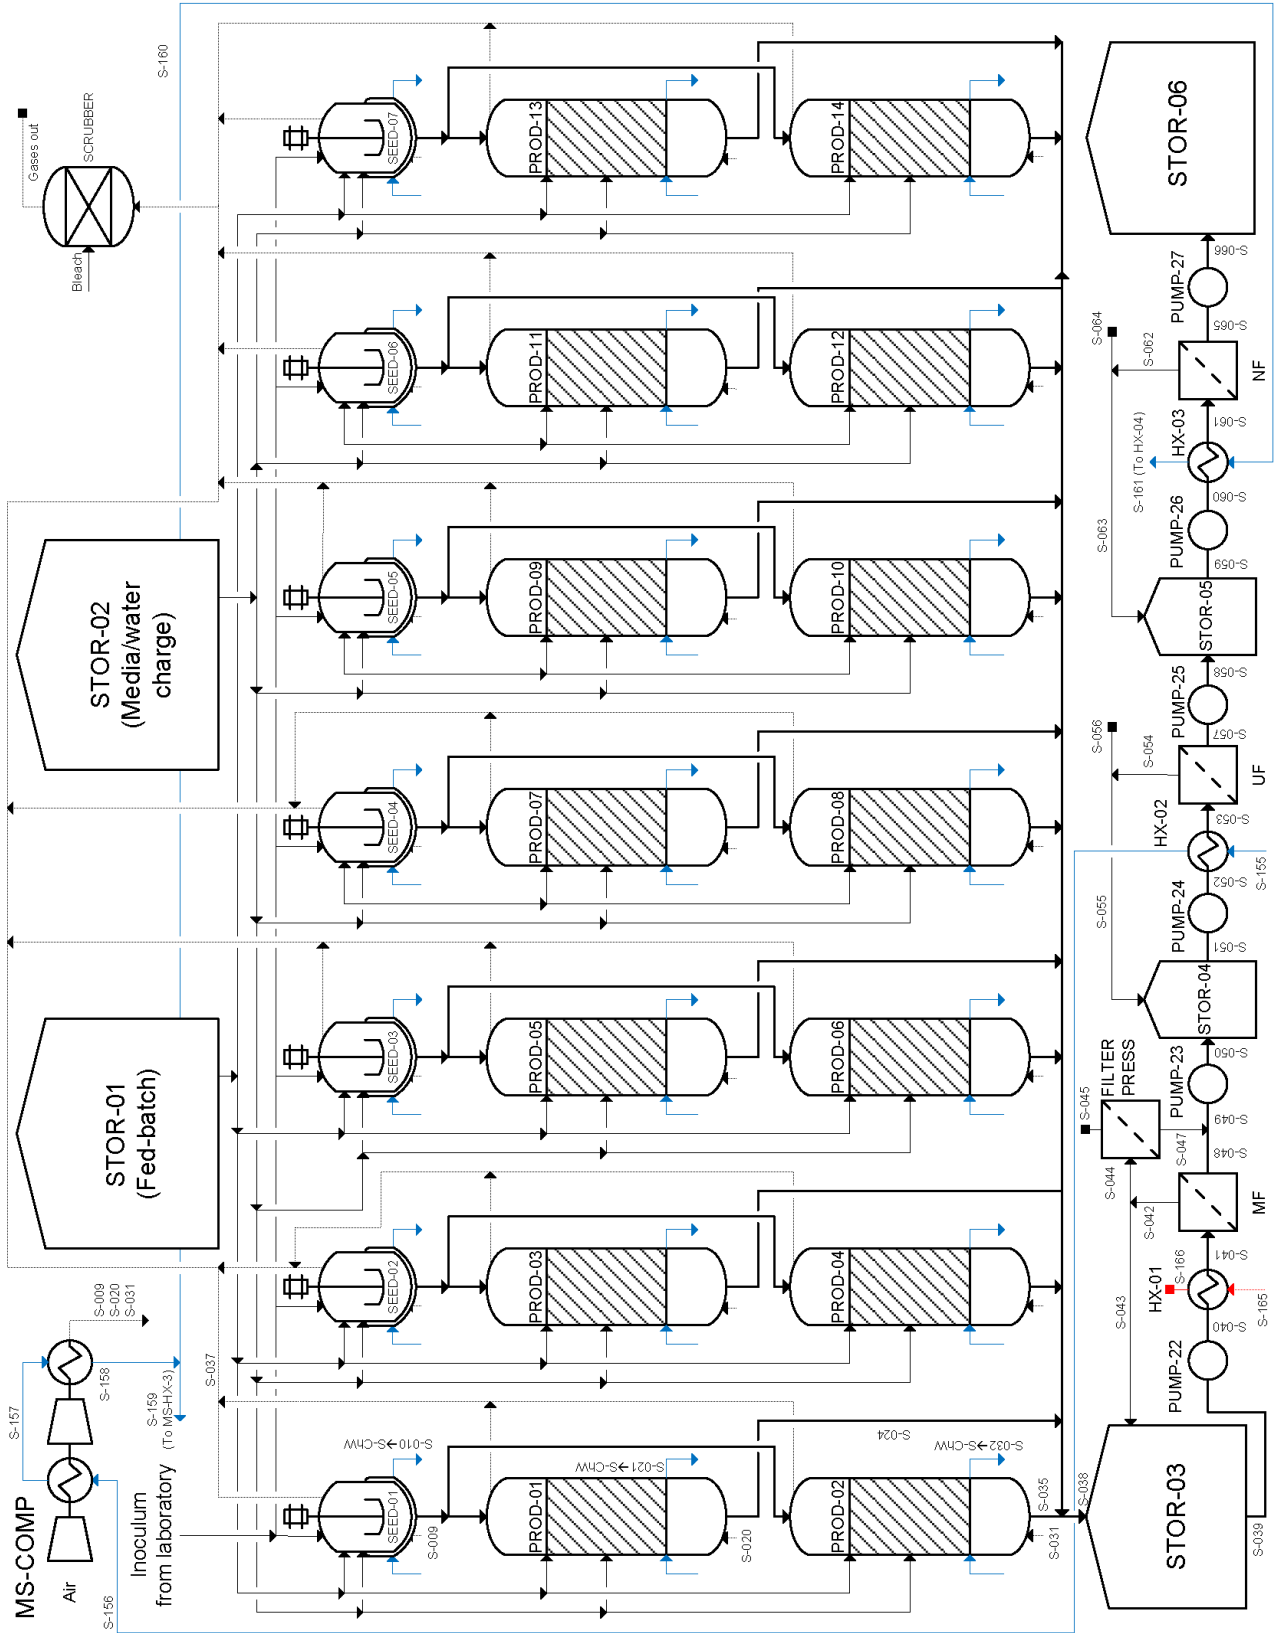 MS-COMP
Air
S-156
S-157
S-158
S-159
(To MS-HX-3)
S-009
S-020
S-031
Inoculum
from laboratory
S-037
STOR-01
(Fed-batch)
STOR-02
(Media/water
charge)
S-160
Gases out
SCRUBBER
Bleach
SEED-01
SEED-02
SEED-03
SEED-04
SEED-05
SEED-06
SEED-07
S-009
S-010→S-ChW
PROD-01
PROD-03
PROD-05
PROD-07
PROD-09
PROD-11
PROD-13
S-020
S-021→S-ChW
S-024
PROD-02
PROD-04
PROD-06
PROD-08
PROD-10
PROD-12
PROD-14
S-031
S-032→S-ChW
S-035
S-038
STOR-03
S-039
PUMP-22
S-040
HX-01
S-166
S-165
S-041
MF
S-042
S-043
S-044
S-045
FILTER
PRESS
S-047
S-048
S-049
PUMP-23
S-050
STOR-04
S-051
PUMP-24
S-052
HX-02
S-155
S-053
UF
S-054
S-055
S-056
S-057
PUMP-25
S-058
STOR-05
S-059
PUMP-26
S-060
HX-03
S-161 (To HX-04)
S-061
NF
S-062
S-063
S-064
S-065
PUMP-27
S-066
STOR-06